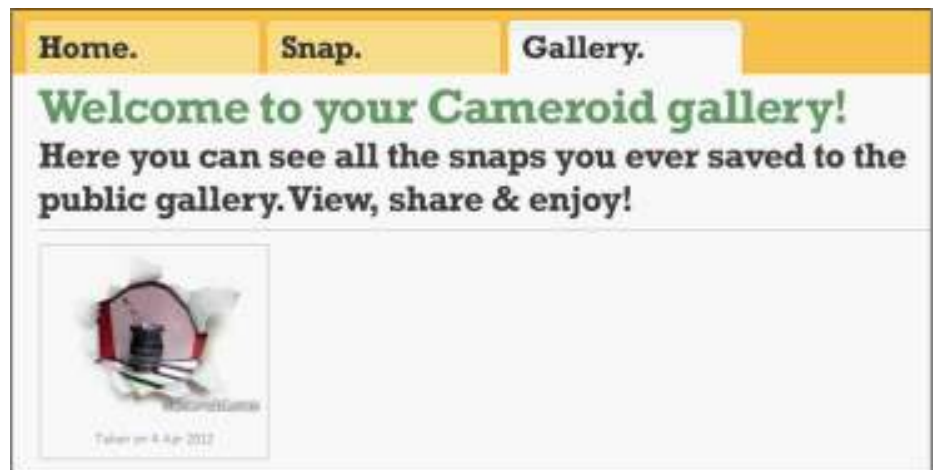 Home. Snap. Gallery.
Welcome to your Cameroid gallery!
Here you can see all the snaps you ever saved to the
public gallery. View, share & enjoy!
Taken on 4 Apr 2012